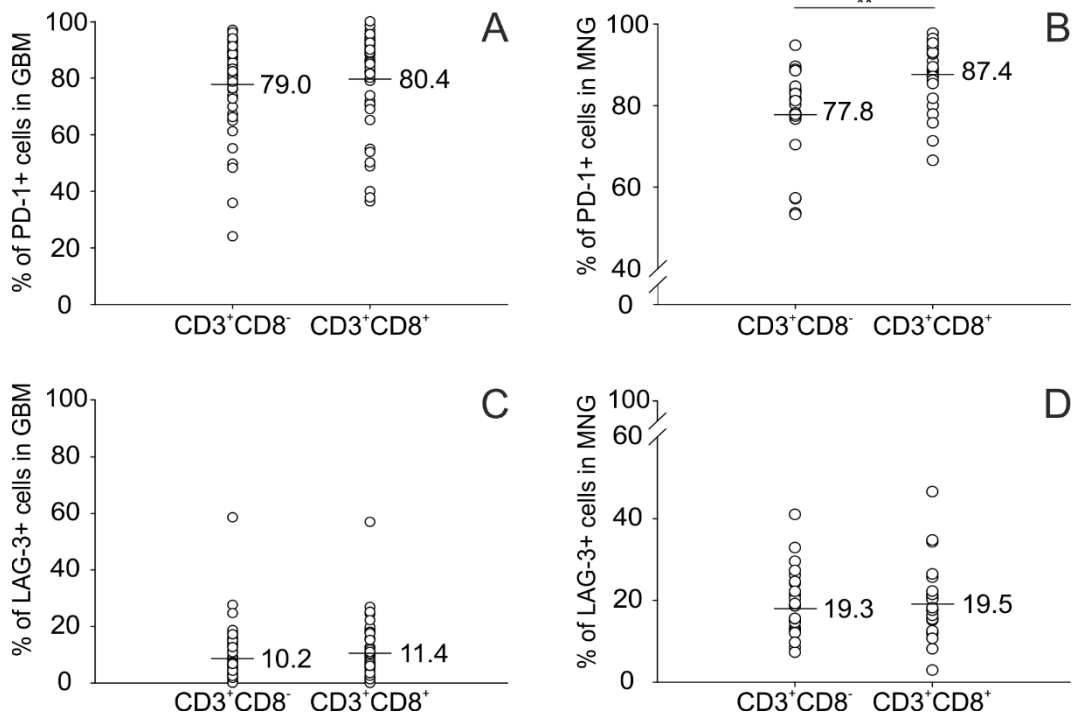 % of PD-1+ cells in GBM
100
80
60
40
20
0
A
79.0
80.4
CD3⁺CD8⁻
CD3⁺CD8⁺
% of PD-1+ cells in MNG
100
80
60
40
0
**
B
77.8
87.4
CD3⁺CD8⁻
CD3⁺CD8⁺
% of LAG-3+ cells in GBM
100
80
60
40
20
0
C
10.2
11.4
CD3⁺CD8⁻
CD3⁺CD8⁺
% of LAG-3+ cells in MNG
100
60
40
20
0
D
19.3
19.5
CD3⁺CD8⁻
CD3⁺CD8⁺